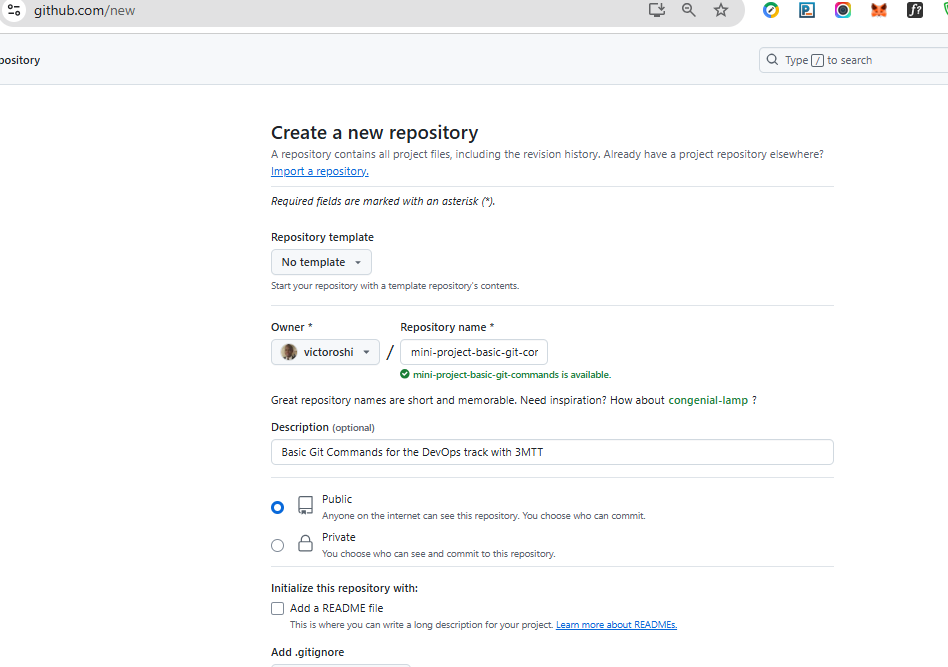 github.com/new
pository
Type / to search
Create a new repository
A repository contains all project files, including the revision history. Already have a project repository elsewhere?
Import a repository.
Required fields are marked with an asterisk (*).
Repository template
No template
Start your repository with a template repository's contents.
Owner *
Repository name *
victoroshi
/
mini-project-basic-git-cor
mini-project-basic-git-commands is available.
Great repository names are short and memorable. Need inspiration? How about congenial-lamp ?
Description (optional)
Basic Git Commands for the DevOps track with 3MTT
Public
Anyone on the internet can see this repository. You choose who can commit.
Private
You choose who can see and commit to this repository.
Initialize this repository with:
Add a README file
This is where you can write a long description for your project. Learn more about READMEs.
Add .gitignore